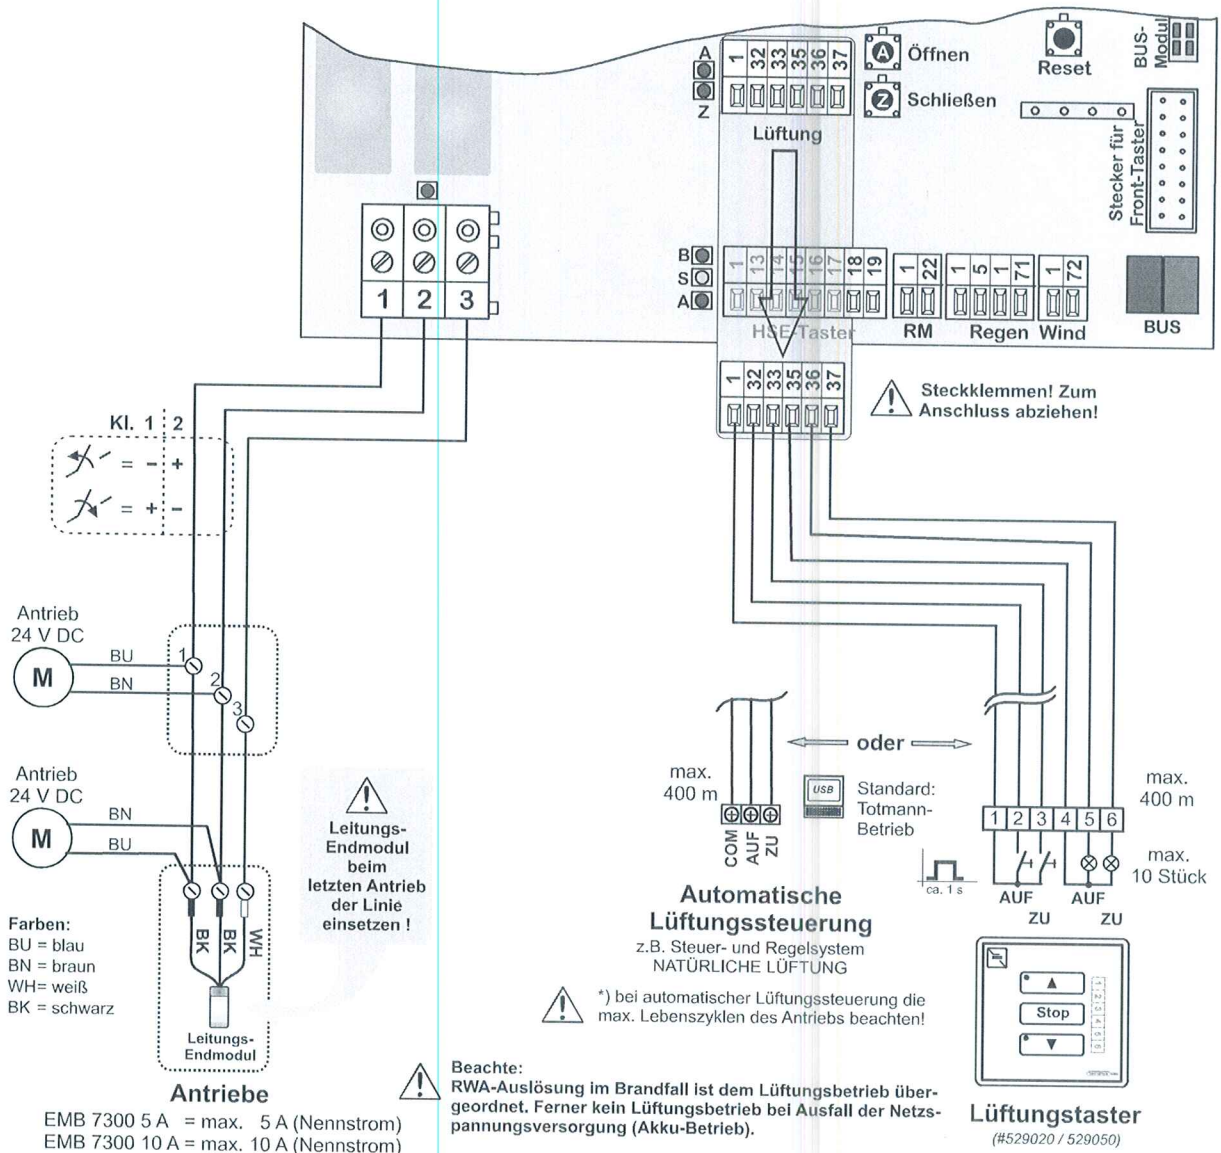 A
Z
1 32 33 35 36 37
Lüftung
A Öffnen
Z Schließen
Reset
BUS-
Modul
Stecker für
Front-Taster
B
S
A
1 13 14 15 16 17 18 19
HSE-Taster
1 22
RM
1 5 1 71
Regen
1 72
Wind
BUS
1 2 3
1 32 33 35 36 37
Steckklemmen! Zum
Anschluss abziehen!
Kl. 1 2
= - +
= + -
Antrieb
24 V DC
M
BU
BN
1
2
3
Antrieb
24 V DC
M
BN
BU
Leitungs-
Endmodul
beim
letzten Antrieb
der Linie
einsetzen !
Farben:
BU = blau
BN = braun
WH= weiß
BK = schwarz
BK
BK
WH
Leitungs-
Endmodul
Antriebe
EMB 7300 5 A = max. 5 A (Nennstrom)
EMB 7300 10 A = max. 10 A (Nennstrom)
max.
400 m
COM
AUF
ZU
oder
USB
Standard:
Totmann-
Betrieb
Automatische
Lüftungssteuerung
z.B. Steuer- und Regelsystem
NATÜRLICHE LÜFTUNG
*) bei automatischer Lüftungssteuerung die
max. Lebenszyklen des Antriebs beachten!
Beachte:
RWA-Auslösung im Brandfall ist dem Lüftungsbetrieb über-
geordnet. Ferner kein Lüftungsbetrieb bei Ausfall der Netzs-
pannungsversorgung (Akku-Betrieb).
max.
400 m
1 2 3 4 5 6
max.
10 Stück
ca. 1 s
AUF
ZU
AUF
ZU
Stop
1 2 3 4 5 6
Lüftungstaster
(#529020 / 529050)